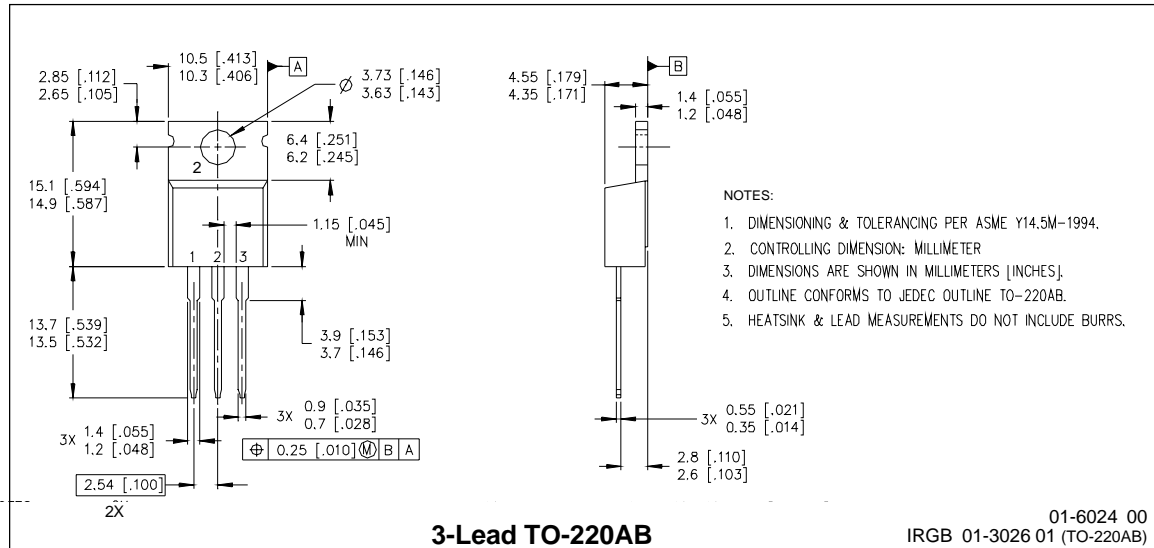 10.5 [.413]
10.3 [.406]
A
2.85 [.112]
2.65 [.105]
Ø 3.73 [.146]
3.63 [.143]
6.4 [.251]
6.2 [.245]
2
15.1 [.594]
14.9 [.587]
1.15 [.045]
MIN
1 2 3
13.7 [.539]
13.5 [.532]
3.9 [.153]
3.7 [.146]
3X 0.9 [.035]
0.7 [.028]
3X 1.4 [.055]
1.2 [.048]
⌖ 0.25 [.010] Ⓜ B A
2.54 [.100]
2X
4.55 [.179]
4.35 [.171]
B
1.4 [.055]
1.2 [.048]
3X 0.55 [.021]
0.35 [.014]
2.8 [.110]
2.6 [.103]
NOTES:
1. DIMENSIONING & TOLERANCING PER ASME Y14.5M-1994.
2. CONTROLLING DIMENSION: MILLIMETER
3. DIMENSIONS ARE SHOWN IN MILLIMETERS [INCHES].
4. OUTLINE CONFORMS TO JEDEC OUTLINE TO-220AB.
5. HEATSINK & LEAD MEASUREMENTS DO NOT INCLUDE BURRS.
3-Lead TO-220AB
01-6024 00
IRGB 01-3026 01 (TO-220AB)